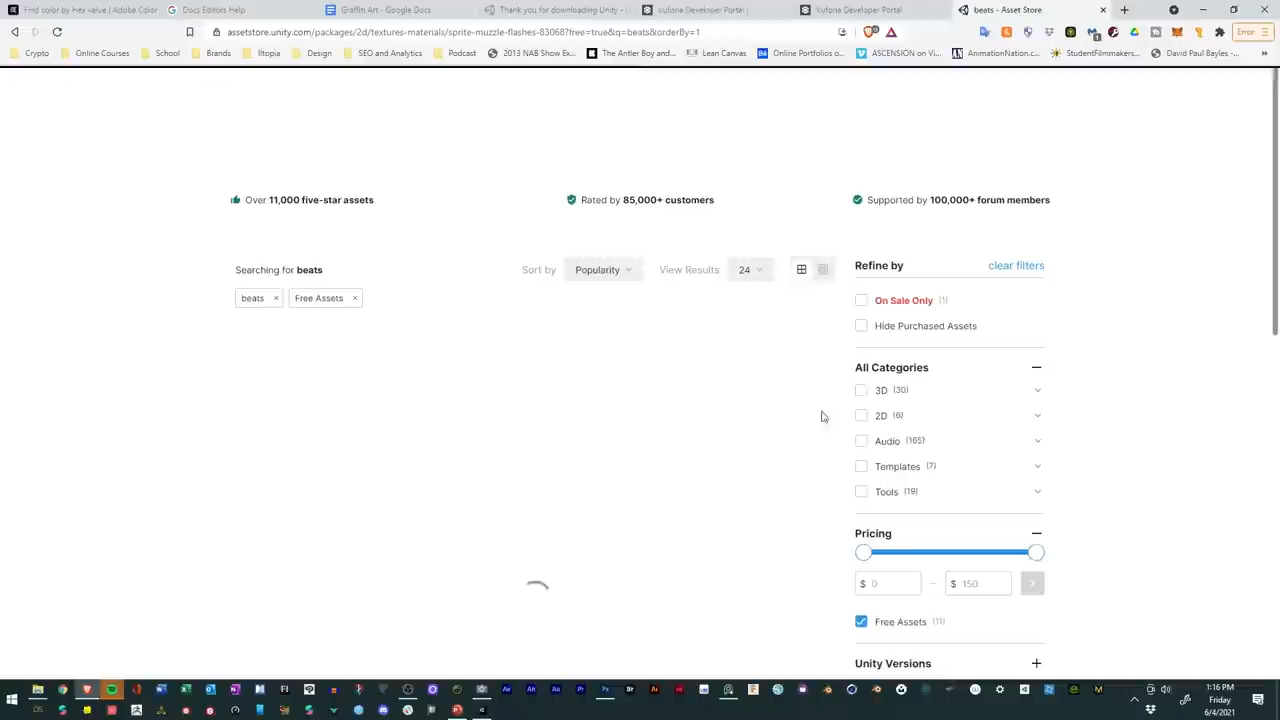 Find color by Hex value | Adobe Color
Docs Editors Help
Graffiti Art - Google Docs
Thank you for downloading Unity -
Vuforia Developer Portal |
Vuforia Developer Portal
beats - Asset Store
assetstore.unity.com/packages/2d/textures-materials/sprite-muzzle-flashes-83068?free=true&q=beats&orderBy=1
Error
Crypto
Online Courses
School
Brands
Iltopia
Design
SEO and Analytics
Podcast
2013 NAB Show Ex...
The Antler Boy and...
Lean Canvas
Online Portfolios o...
ASCENSION on Vi...
AnimationNation.c...
StudentFilmmakers...
David Paul Bayles -...
Over 11,000 five-star assets
Rated by 85,000+ customers
Supported by 100,000+ forum members
Searching for beats
Sort by
Popularity
View Results
24
beats ×
Free Assets ×
Refine by
clear filters
On Sale Only (1)
Hide Purchased Assets
All Categories
3D (30)
2D (6)
Audio (165)
Templates (7)
Tools (19)
Pricing
$ 0
–
$ 150
Free Assets (11)
Unity Versions
1:16 PM
Friday
6/4/2021